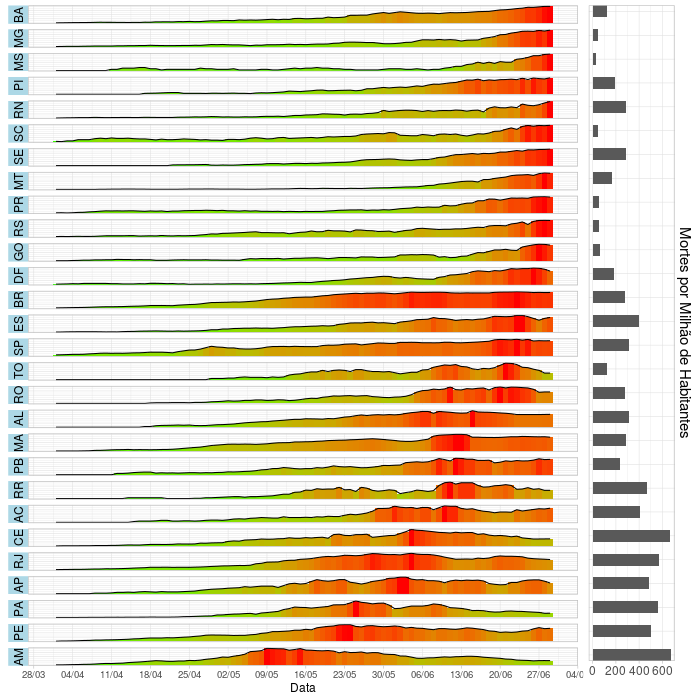 BA
MG
MS
PI
RN
SC
SE
MT
PR
RS
GO
DF
BR
ES
SP
TO
RO
AL
MA
PB
RR
AC
CE
RJ
AP
PA
PE
AM
28/03 04/04 11/04 18/04 25/04 02/05 09/05 16/05 23/05 30/05 06/06 13/06 20/06 27/06 04/0
Data
0 200 400 600
Mortes por Milhão de Habitantes